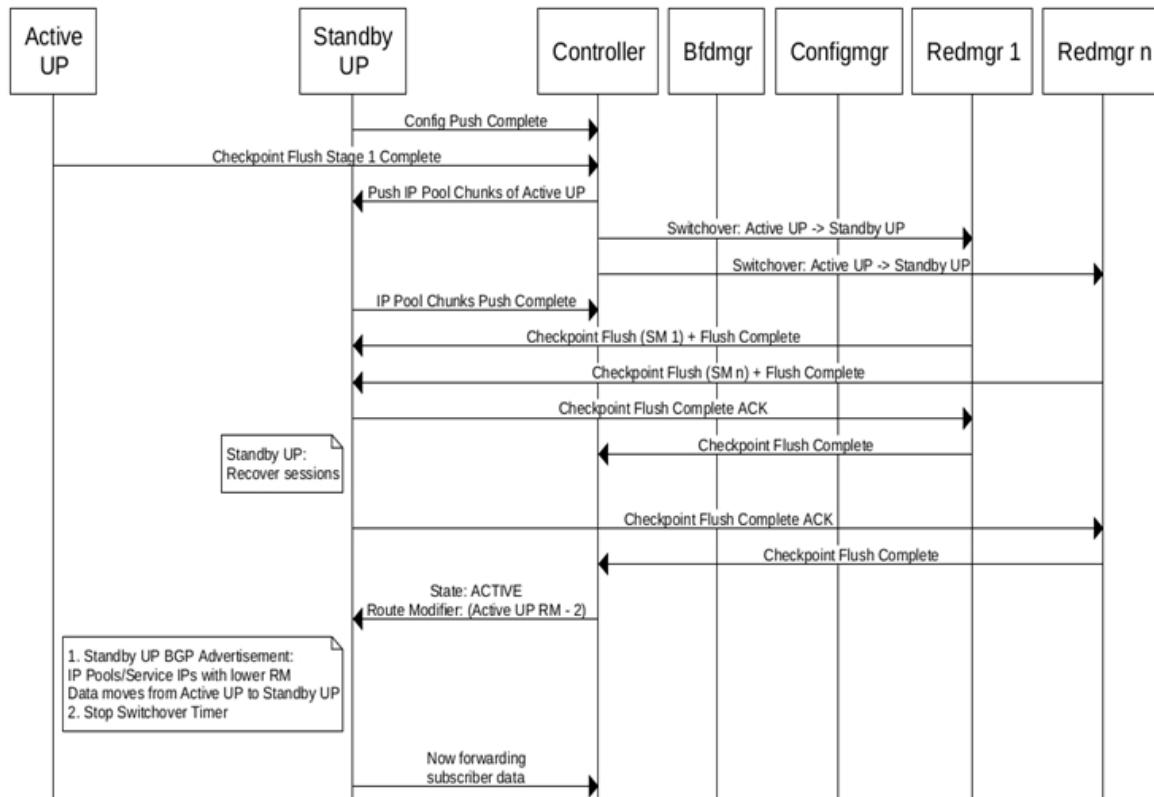 Active
UP
Standby
UP
Controller
Bfdmgr
Configmgr
Redmgr 1
Redmgr n
Config Push Complete
Checkpoint Flush Stage 1 Complete
Push IP Pool Chunks of Active UP
Switchover: Active UP -> Standby UP
Switchover: Active UP -> Standby UP
IP Pool Chunks Push Complete
Checkpoint Flush (SM 1) + Flush Complete
Checkpoint Flush (SM n) + Flush Complete
Checkpoint Flush Complete ACK
Checkpoint Flush Complete
Standby UP:
Recover sessions
Checkpoint Flush Complete ACK
Checkpoint Flush Complete
State: ACTIVE
Route Modifier: (Active UP RM - 2)
1. Standby UP BGP Advertisement:
IP Pools/Service IPs with lower RM
Data moves from Active UP to Standby UP
2. Stop Switchover Timer
Now forwarding
subscriber data